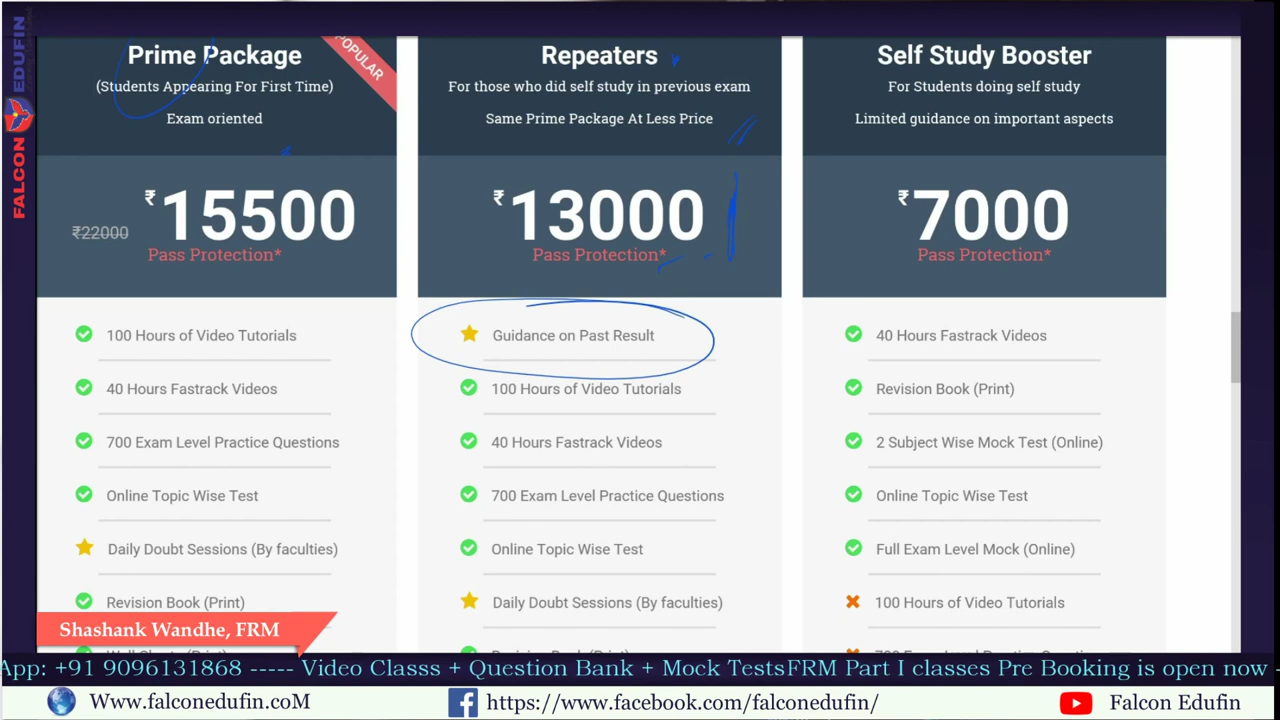 FALCON EDUFIN
Prime Package
(Students Appearing For First Time)
Exam oriented
POPULAR
₹22000
₹15500
Pass Protection*
100 Hours of Video Tutorials
40 Hours Fastrack Videos
700 Exam Level Practice Questions
Online Topic Wise Test
Daily Doubt Sessions (By faculties)
Revision Book (Print)
Repeaters
For those who did self study in previous exam
Same Prime Package At Less Price
₹13000
Pass Protection*
Guidance on Past Result
100 Hours of Video Tutorials
40 Hours Fastrack Videos
700 Exam Level Practice Questions
Online Topic Wise Test
Daily Doubt Sessions (By faculties)
Self Study Booster
For Students doing self study
Limited guidance on important aspects
₹7000
Pass Protection*
40 Hours Fastrack Videos
Revision Book (Print)
2 Subject Wise Mock Test (Online)
Online Topic Wise Test
Full Exam Level Mock (Online)
100 Hours of Video Tutorials
Shashank Wandhe, FRM
App: +91 9096131868 ----- Video Classs + Question Bank + Mock TestsFRM Part I classes Pre Booking is open now
Www.falconedufin.coM
https://www.facebook.com/falconedufin/
Falcon Edufin